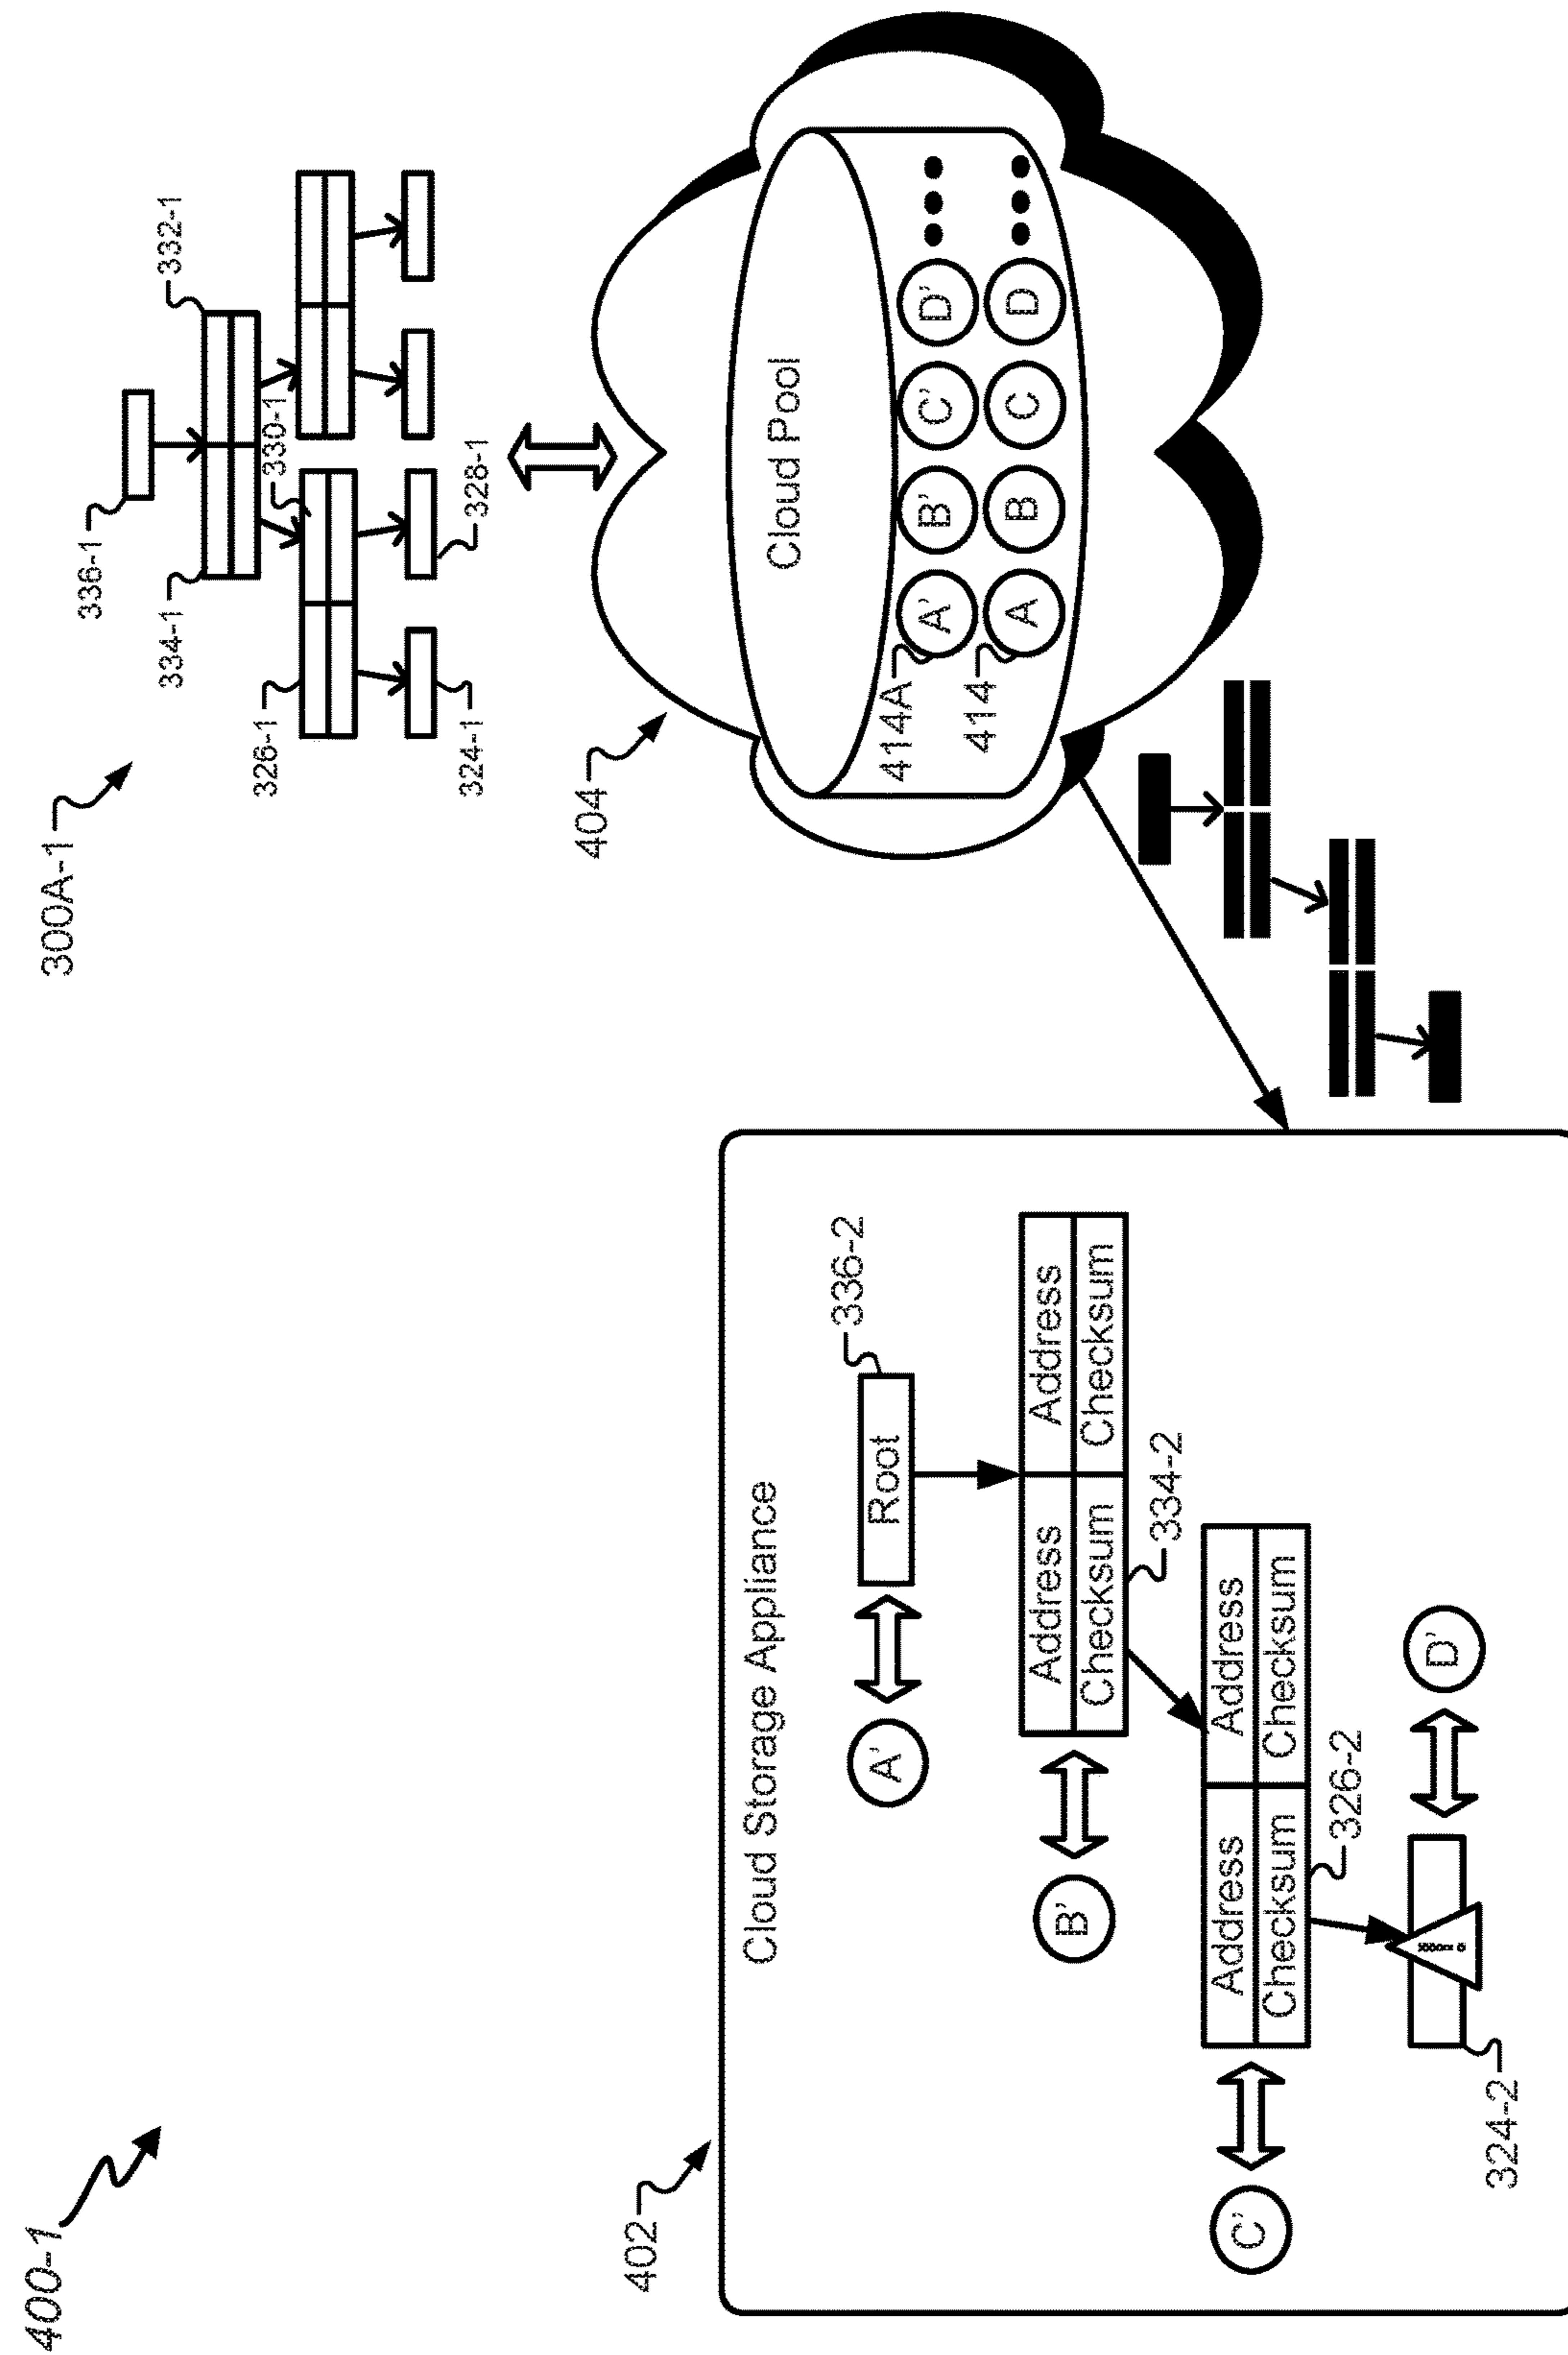 400-1
300A-1
336-1
334-1
332-1
326-1
330-1
324-1
328-1
404
Cloud Pool
414A
A'
B'
C'
D'
414
A
B
C
D
402
Cloud Storage Appliance
A'
Root
336-2
B'
Address
Address
Checksum
Checksum
334-2
C'
Address
Address
Checksum
Checksum
326-2
D'
324-2